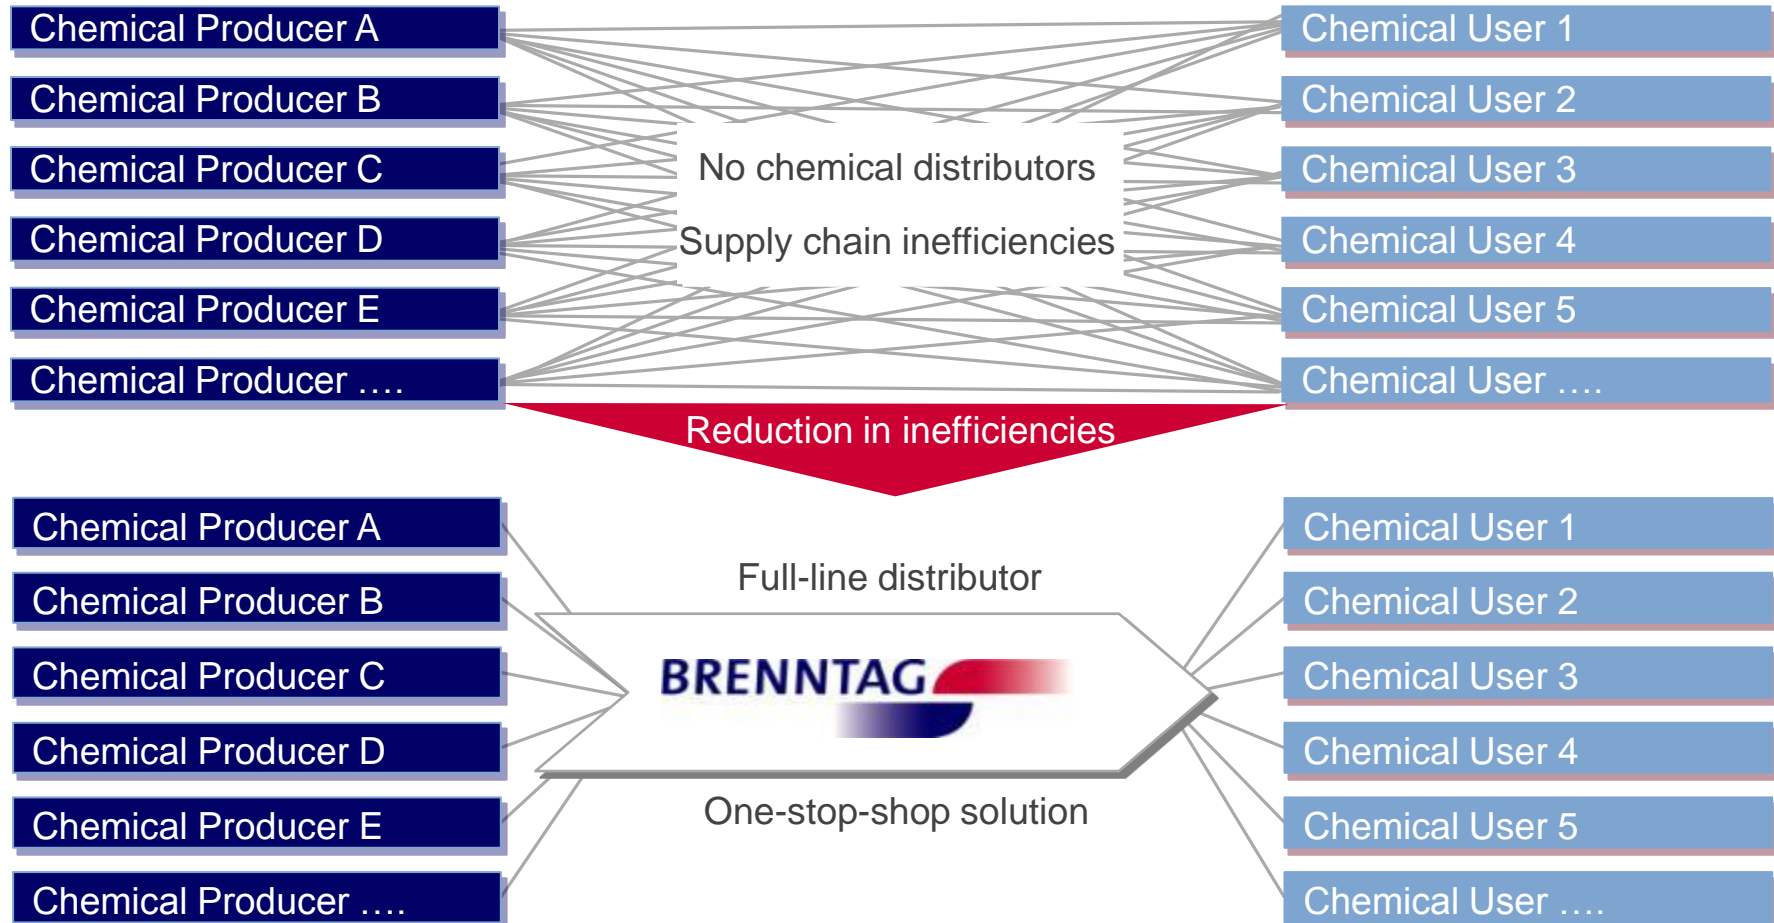 Chemical Producer A
Chemical User 1
Chemical Producer B
Chemical User 2
Chemical Producer C
No chemical distributors
Chemical User 3
Chemical Producer D
Supply chain inefficiencies
Chemical User 4
Chemical Producer E
Chemical User 5
Chemical Producer ….
Chemical User ….
Reduction in inefficiencies
Chemical Producer A
Chemical User 1
Full-line distributor
Chemical Producer B
Chemical User 2
Chemical Producer C
BRENNTAG
Chemical User 3
Chemical Producer D
Chemical User 4
One-stop-shop solution
Chemical Producer E
Chemical User 5
Chemical Producer ….
Chemical User ….